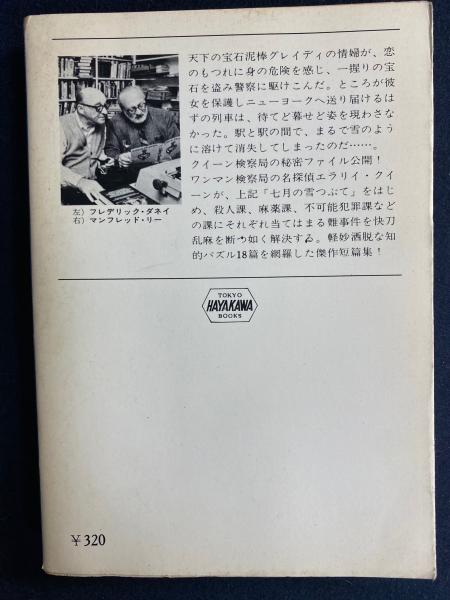 天下の宝石泥棒グレイディの情婦が、恋
のもつれに身の危険を感じ、一握りの宝
石を盗み警察に駆けこんだ。ところが彼
女を保護しニューヨークへ送り届けるは
ずの列車は、待てど暮せど姿を現わさな
かった。駅と駅の間で、まるで雪のよう
に溶けて消失してしまったのだ……。
クイーン検察局の秘密ファイル公開！
ワンマン検察局の名探偵エラリイ・クイ
ーンが、上記「七月の雪つぶて」をはじ
め、殺人課、麻薬課、不可能犯罪課など
の課にそれぞれ当てはまる難事件を快刀
乱麻を断つ如く解決する。軽妙洒脱な知
的パズル18篇を網羅した傑作短篇集！
左）フレデリック・ダネイ
右）マンフレッド・リー
TOKYO
HAYAKAWA
BOOKS
￥320